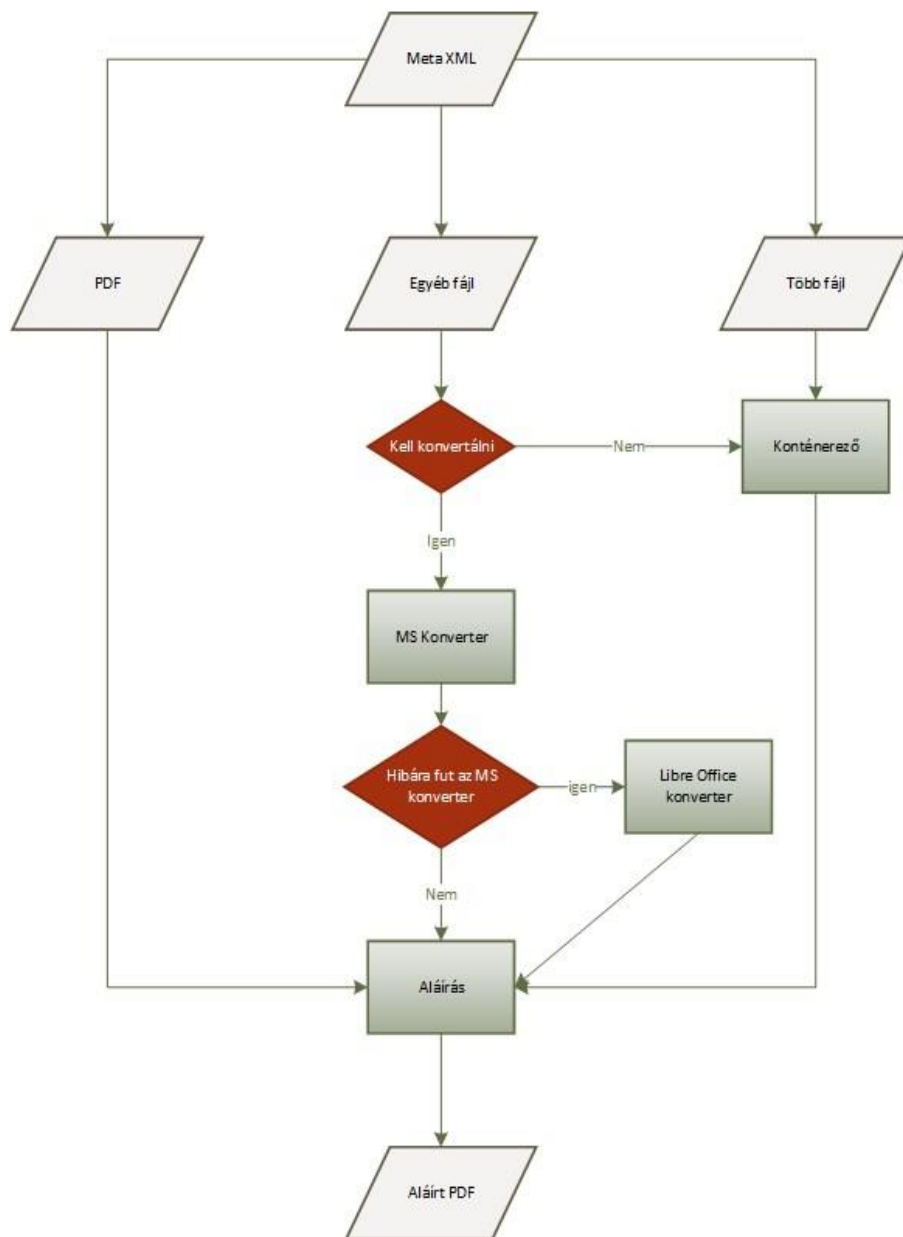 Meta XML
PDF
Egyéb fájl
Több fájl
Kell konvertálni
Nem
Konténerező
Igen
MS Konverter
Hibára fut az MS
konverter
igen
Libre Office
konverter
Nem
Aláírás
Aláírt PDF